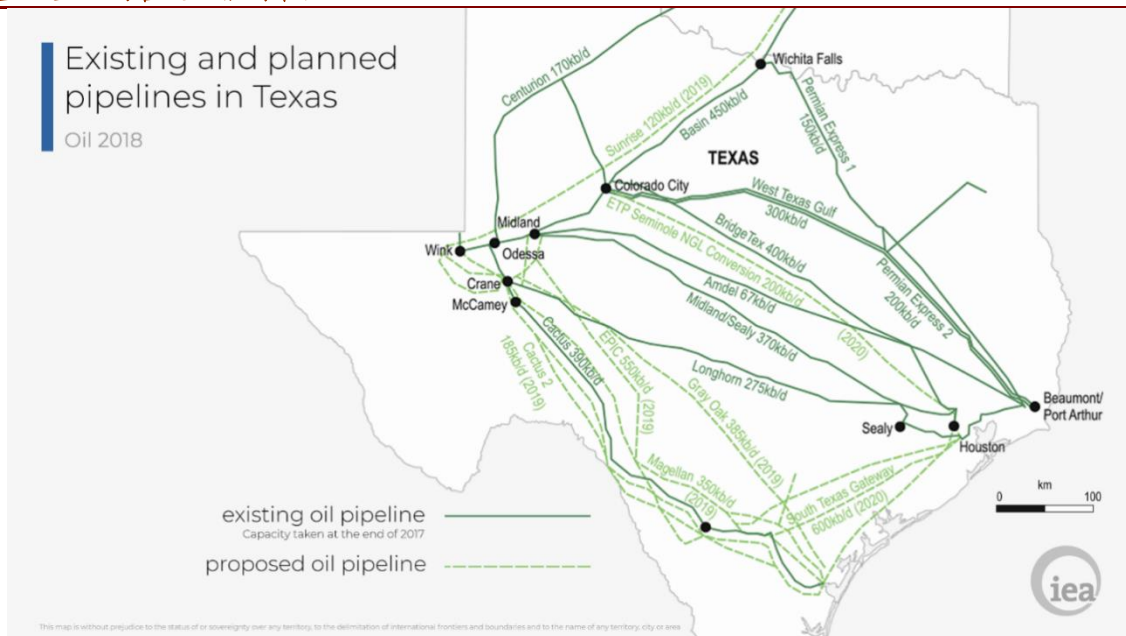 Existing and planned
pipelines in Texas
Oil 2018
Wichita Falls
Centurion 170kb/d
Sunrise 120kb/d (2019)
Basin 450kb/d
Permian Express 1
150kb/d
TEXAS
Colorado City
West Texas Gulf
300kb/d
ETP Seminole NGL Conversion 200kb/d
(2020)
BridgeTex 400kb/d
Permian Express 2
200kb/d
Midland
Wink
Odessa
Amdel 67kb/d
Midland/Sealy 370kb/d
Crane
McCamey
Cactus 390kb/d
Cactus 2
185kb/d (2019)
EPIC 550kb/d
(2019)
Longhorn 275kb/d
Gray Oak 385kb/d (2019)
Beaumont/
Port Arthur
Sealy
Houston
Magellan 350kb/d
(2019)
South Texas Gateway
600kb/d (2020)
km
0 100
existing oil pipeline
Capacity taken at the end of 2017
proposed oil pipeline
iea
This map is without prejudice to the status of or sovereignty over any territory, to the delimitation of international frontiers and boundaries and to the name of any territory, city or area